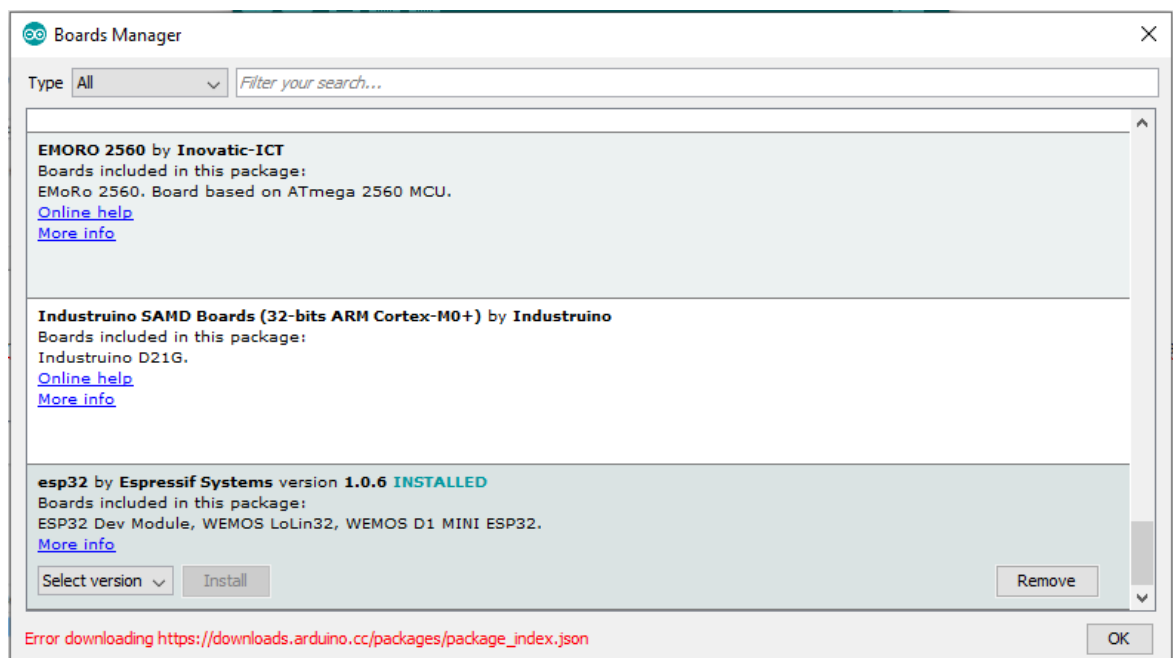 Boards Manager
Type All Filter your search...
EMORO 2560 by Inovatic-ICT
Boards included in this package:
EMoRo 2560. Board based on ATmega 2560 MCU.
Online help
More info
Industruino SAMD Boards (32-bits ARM Cortex-M0+) by Industruino
Boards included in this package:
Industruino D21G.
Online help
More info
esp32 by Espressif Systems version 1.0.6 INSTALLED
Boards included in this package:
ESP32 Dev Module, WEMOS LoLin32, WEMOS D1 MINI ESP32.
More info
Select version Install Remove
Error downloading https://downloads.arduino.cc/packages/package_index.json OK